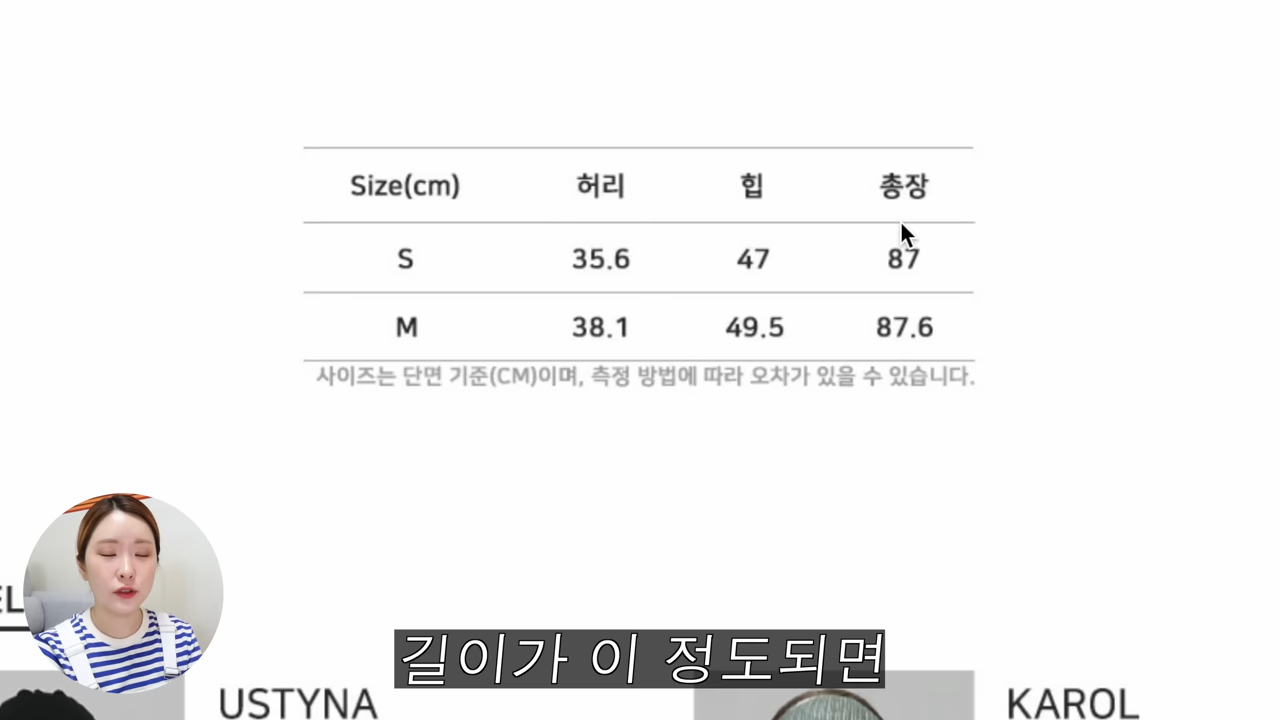 Size(cm) 허리 힙 총장
S 35.6 47 87
M 38.1 49.5 87.6
사이즈는 단면 기준(CM)이며, 측정 방법에 따라 오차가 있을 수 있습니다.
EL
길이가 이 정도되면
USTYNA
KAROL